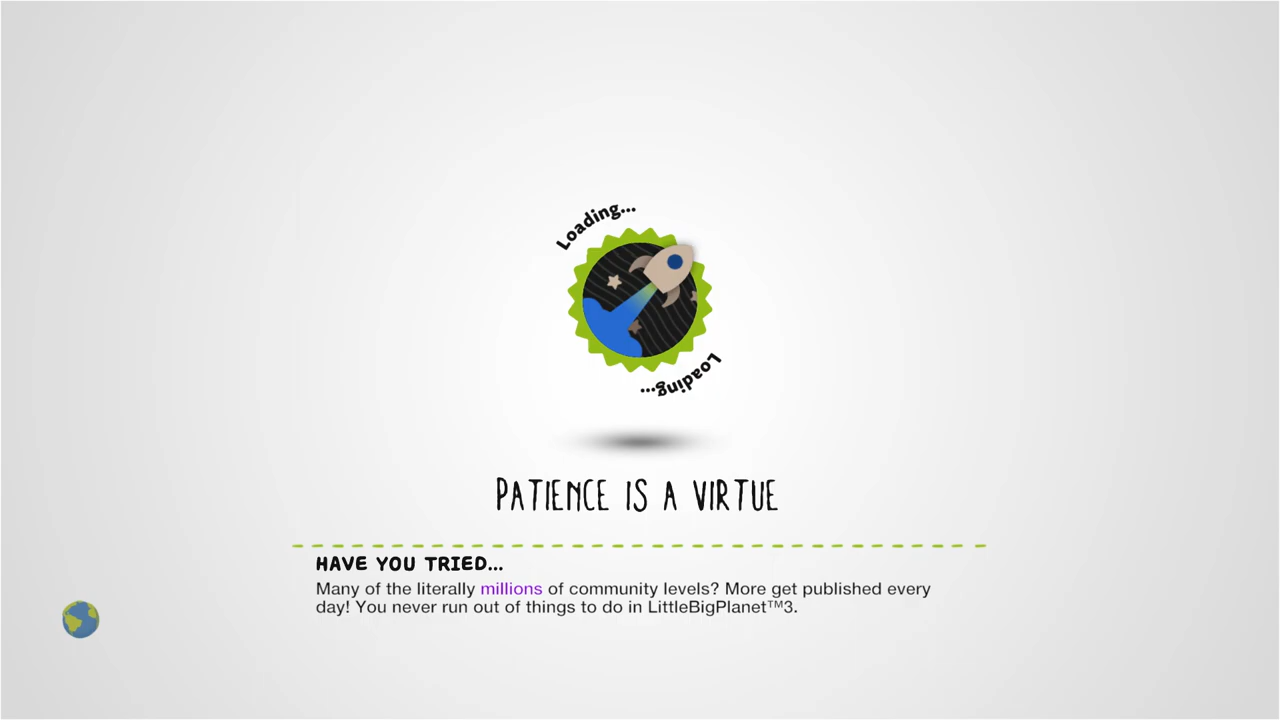 Loading...
Loading...
PATIENCE IS A VIRTUE
HAVE YOU TRIED...
Many of the literally millions of community levels? More get published every
day! You never run out of things to do in LittleBigPlanet™3.